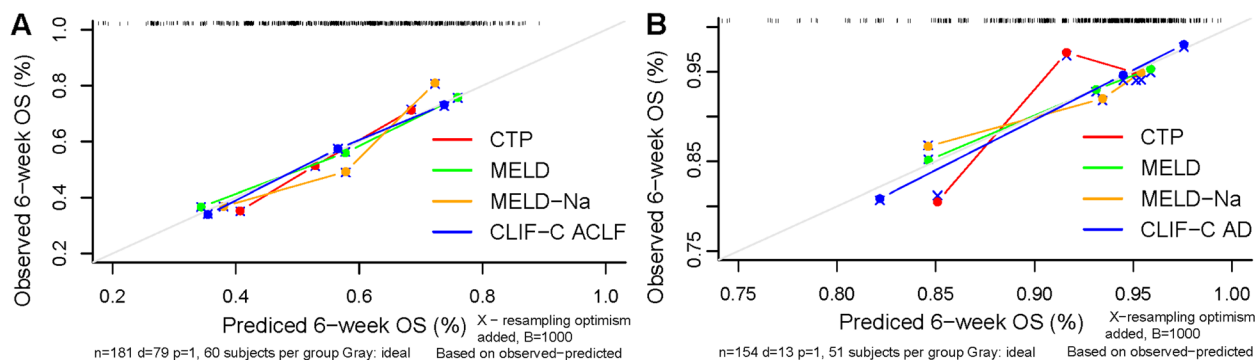 A
Observed 6-week OS (%)
1.0
0.8
0.6
0.4
0.2
CTP
MELD
MELD-Na
CLIF-C ACLF
0.2 0.4 0.6 0.8 1.0
Prediced 6-week OS (%)
X - resampling optimism
added, B=1000
n=181 d=79 p=1, 60 subjects per group Gray: ideal
Based on observed-predicted
B
Observed 6-week OS (%)
0.95
0.85
0.75
CTP
MELD
MELD-Na
CLIF-C AD
0.75 0.80 0.85 0.90 0.95 1.00
Prediced 6-week OS (%)
X-resampling optimism
added, B=1000
n=154 d=13 p=1, 51 subjects per group Gray: ideal
Based on observed-predicted